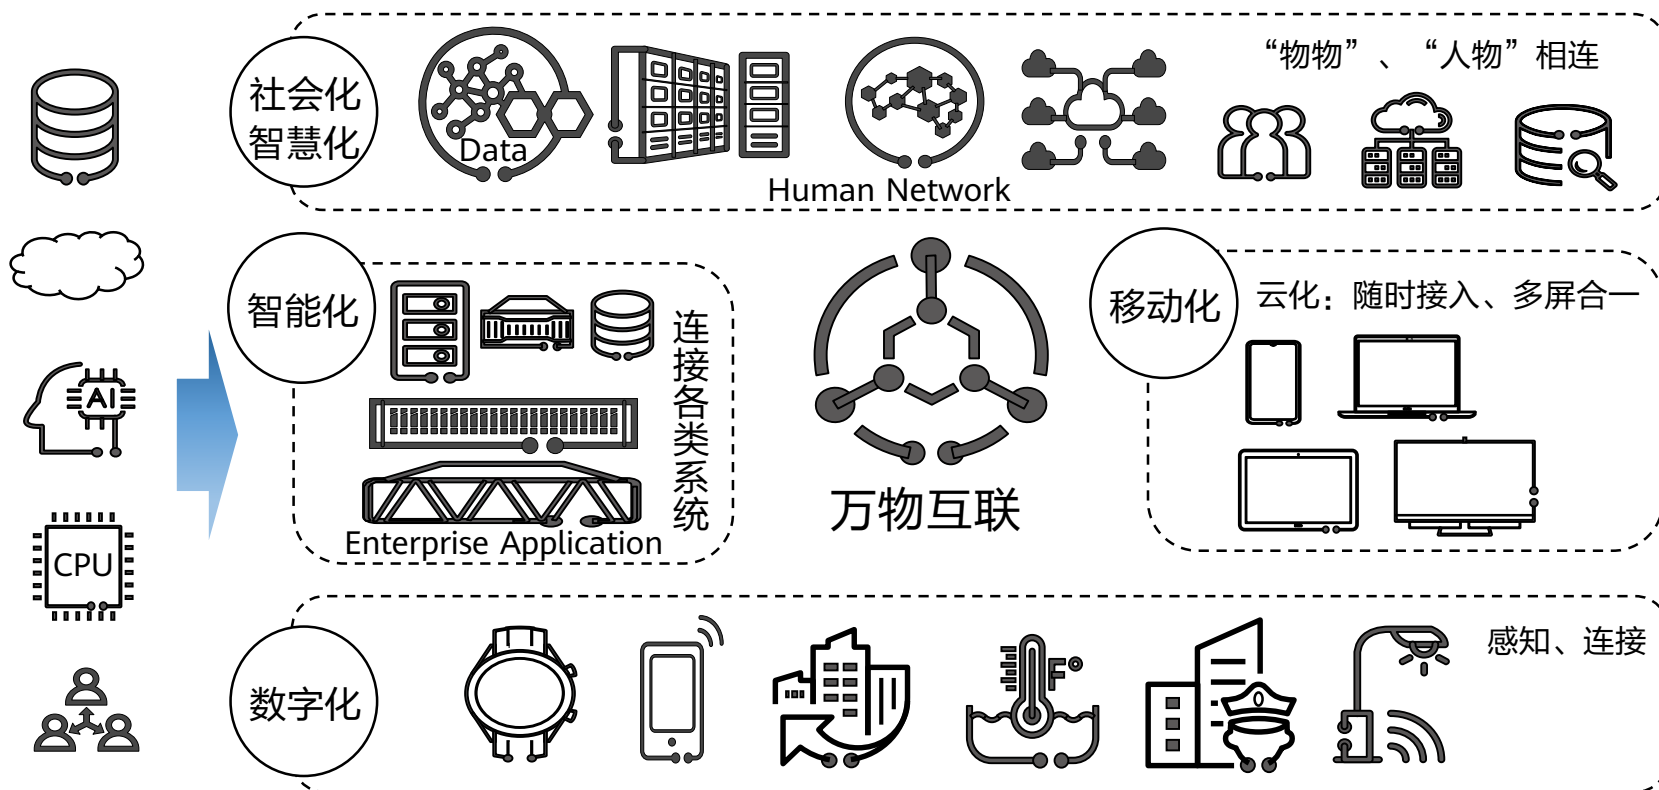 社会化
智慧化
Data
Human Network
“物物”、“人物”相连
智能化
连接各类系统
Enterprise Application
万物互联
移动化
云化：随时接入、多屏合一
AI
CPU
数字化
F°
感知、连接